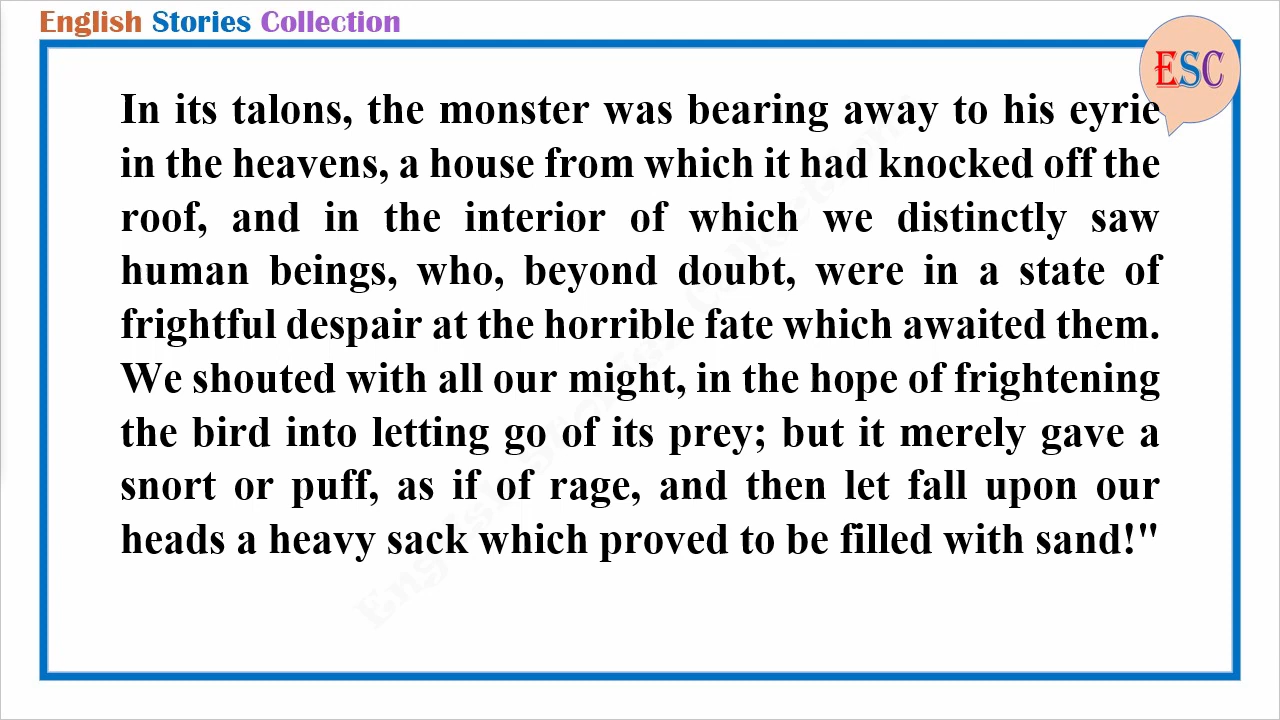 English Stories Collection
ESC
In its talons, the monster was bearing away to his eyrie
in the heavens, a house from which it had knocked off the
roof, and in the interior of which we distinctly saw
human beings, who, beyond doubt, were in a state of
frightful despair at the horrible fate which awaited them.
We shouted with all our might, in the hope of frightening
the bird into letting go of its prey; but it merely gave a
snort or puff, as if of rage, and then let fall upon our
heads a heavy sack which proved to be filled with sand!"
English Stories Collection